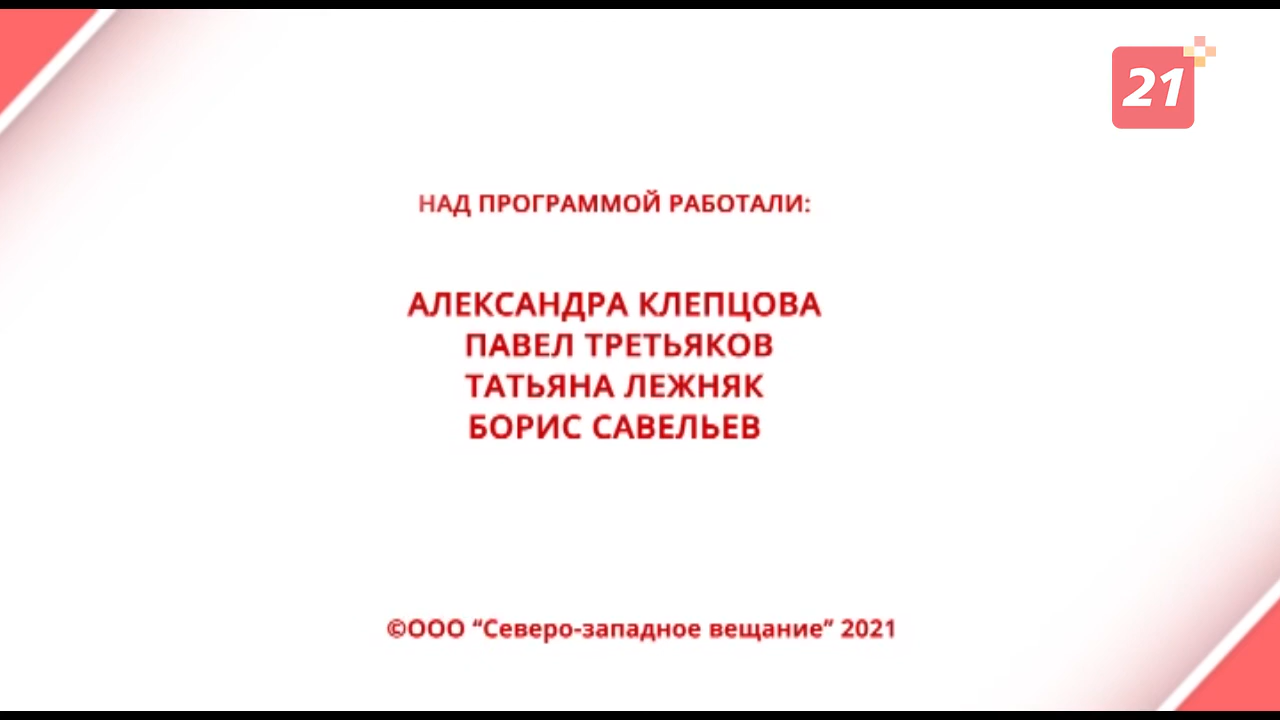 21
НАД ПРОГРАММОЙ РАБОТАЛИ:
АЛЕКСАНДРА КЛЕПЦОВА
ПАВЕЛ ТРЕТЬЯКОВ
ТАТЬЯНА ЛЕЖНЯК
БОРИС САВЕЛЬЕВ
©ООО “Северо-западное вещание” 2021